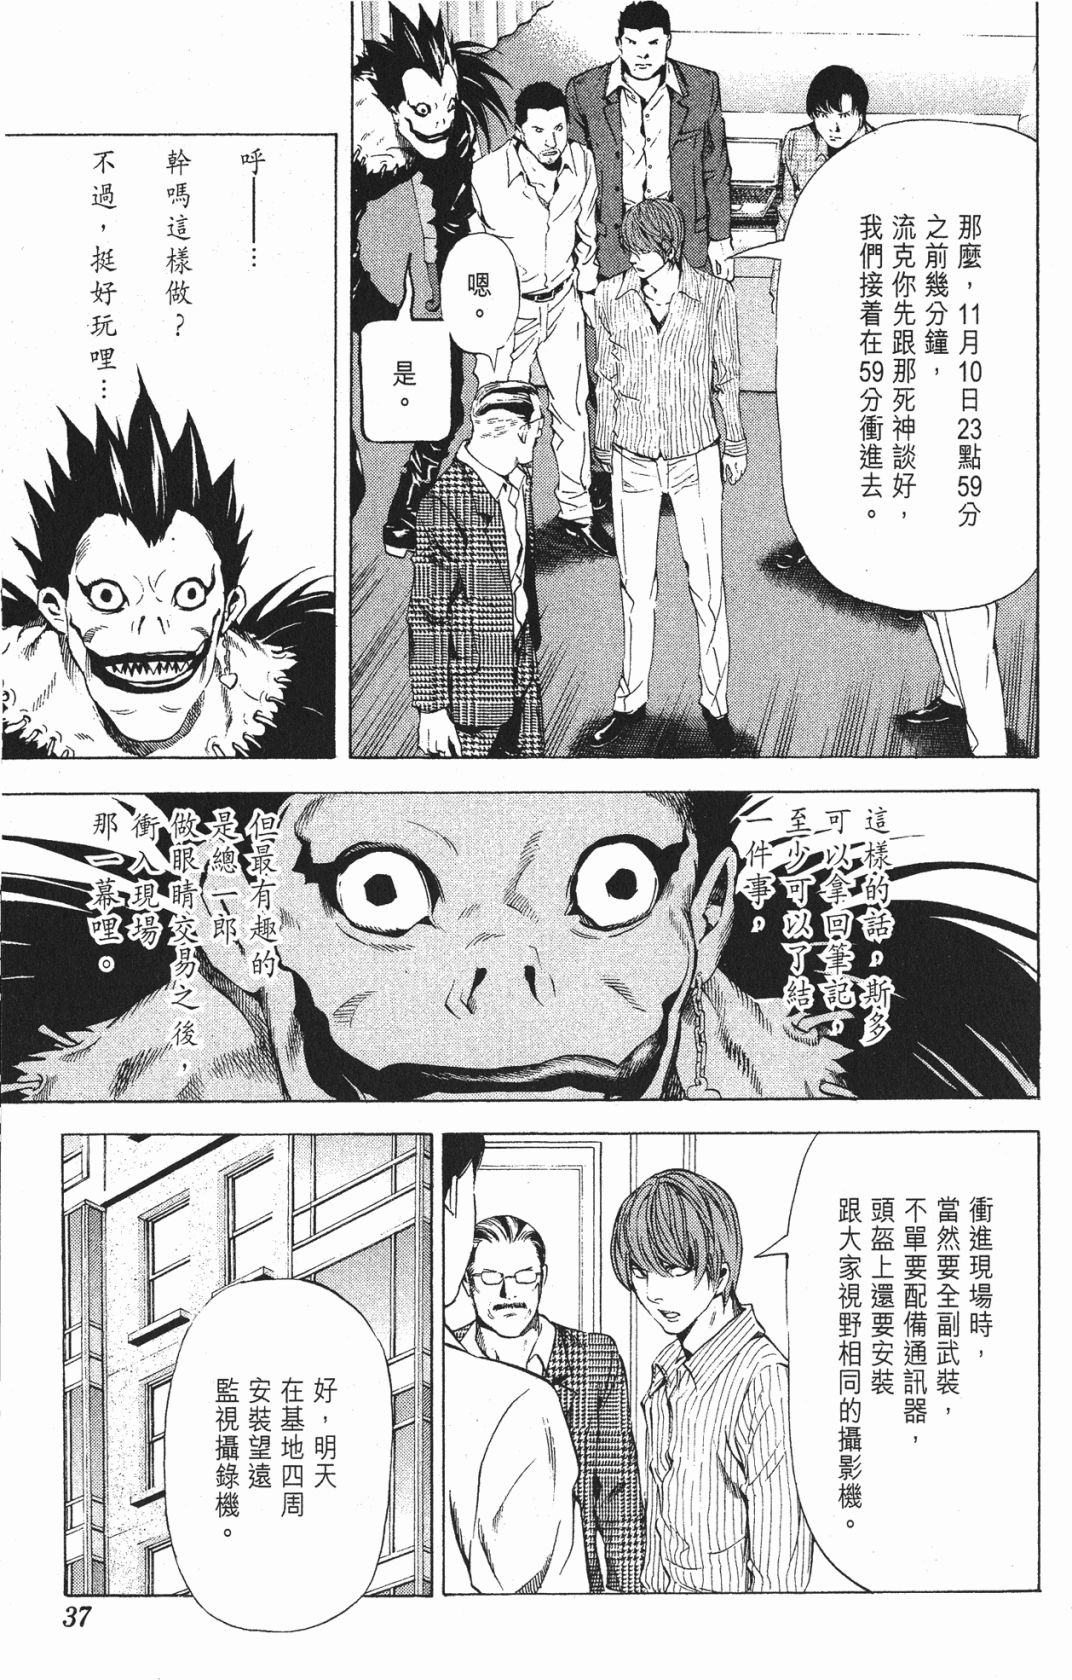 那麼，11月10日23點59分
之前幾分鐘，
流克你先跟那死神談好，
我們接着在59分衝進去。
嗯。
是。
呼——…
幹嗎這樣做？
不過，挺好玩哩…
這樣的話，斯多
可以拿回筆記，
至少可以了結
一件事，
但最有趣的
是總一郎
做眼睛交易之後，
衝入現場
那一幕哩。
衝進現場時，
當然要全副武裝，
不單要配備通訊器，
頭盔上還要安裝
跟大家視野相同的攝影機。
好，明天
在基地四周
安裝望遠
監視攝錄機。
37